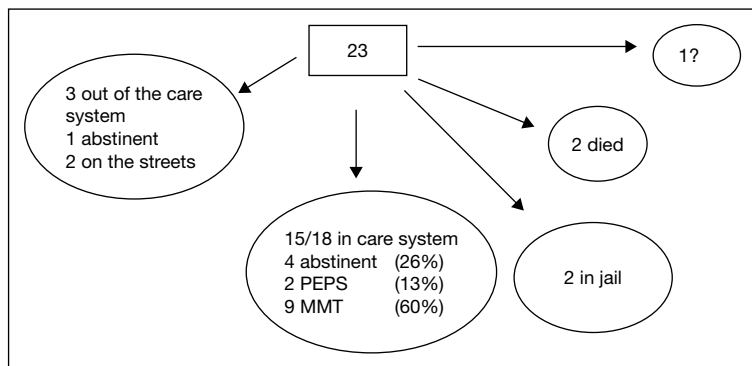 23
1?
3 out of the care
system
1 abstinent
2 on the streets
2 died
15/18 in care system
4 abstinent (26%)
2 PEPS (13%)
9 MMT (60%)
2 in jail